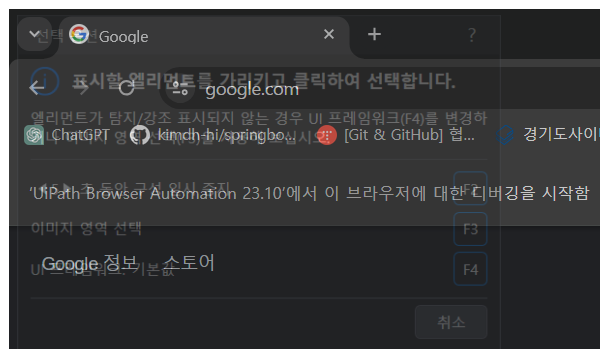 선택 옵션
Google
?
표시할 엘리먼트를 가리키고 클릭하여 선택합니다.
google.com
엘리먼트가 탐지/강조 표시되지 않는 경우 UI 프레임워크(F4)를 변경하
ChatGPT
kimdh-hi/springbo...
[Git & GitHub] 협...
경기도사이버
초 동안 구성 일시 중지
F2
'UiPath Browser Automation 23.10'에서 이 브라우저에 대한 디버깅을 시작함
이미지 영역 선택
F3
Google 정보
스토어
UI 프레임워크: 기본값
F4
취소